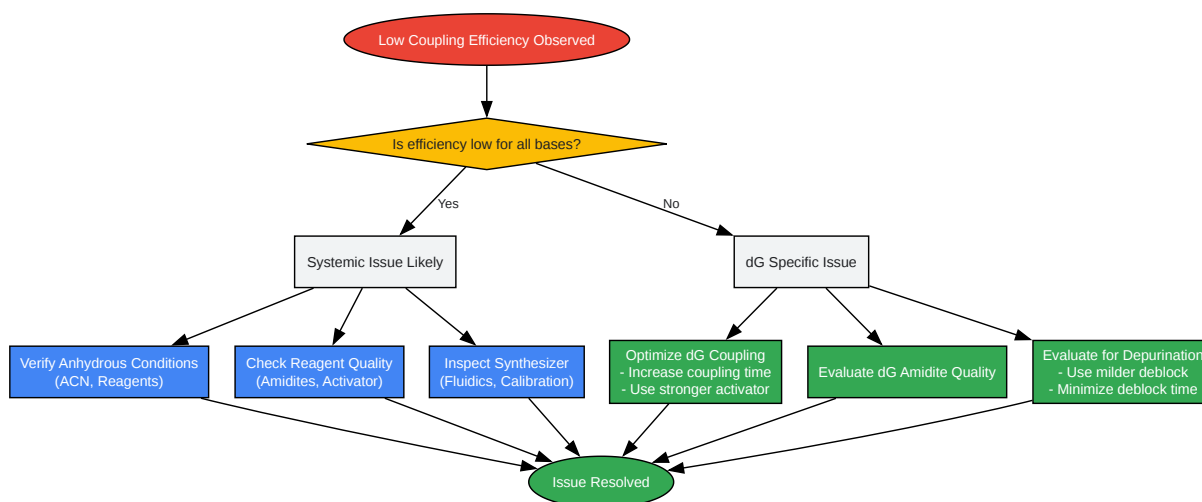 Low Coupling Efficiency Observed
Is efficiency low for all bases?
Yes
No
Systemic Issue Likely
dG Specific Issue
Verify Anhydrous Conditions
(ACN, Reagents)
Check Reagent Quality
(Amidites, Activator)
Inspect Synthesizer
(Fluidics, Calibration)
Optimize dG Coupling
- Increase coupling time
- Use stronger activator
Evaluate dG Amidite Quality
Evaluate for Depurination
- Use milder deblock
- Minimize deblock time
Issue Resolved